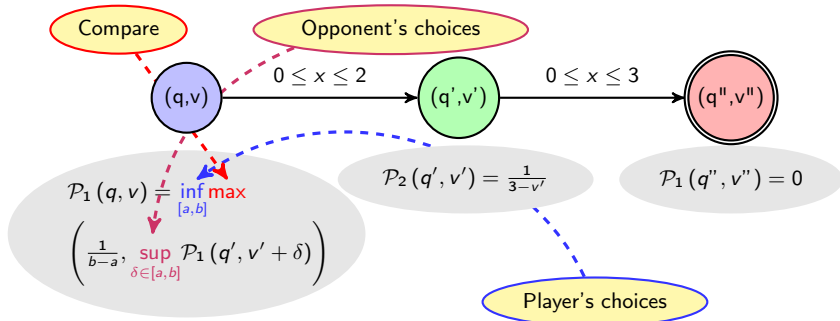 Compare
Opponent's choices
0 ≤ x ≤ 2
0 ≤ x ≤ 3
(q,v)
(q',v')
(q",v")
𝒫₁ (q, v) = inf max
[a,b]
(1/(b−a), sup 𝒫₁ (q', v' + δ))
δ∈[a,b]
𝒫₂ (q', v') = 1/(3−v')
𝒫₁ (q", v") = 0
Player's choices